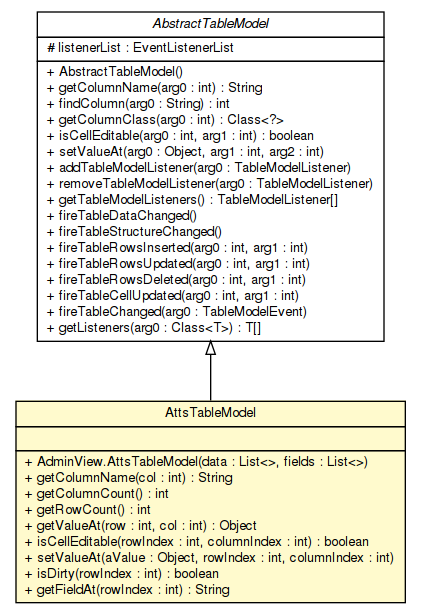 AbstractTableModel
# listenerList : EventListenerList
+ AbstractTableModel()
+ getColumnName(arg0 : int) : String
+ findColumn(arg0 : String) : int
+ getColumnClass(arg0 : int) : Class<?>
+ isCellEditable(arg0 : int, arg1 : int) : boolean
+ setValueAt(arg0 : Object, arg1 : int, arg2 : int)
+ addTableModelListener(arg0 : TableModelListener)
+ removeTableModelListener(arg0 : TableModelListener)
+ getTableModelListeners() : TableModelListener[]
+ fireTableDataChanged()
+ fireTableStructureChanged()
+ fireTableRowsInserted(arg0 : int, arg1 : int)
+ fireTableRowsUpdated(arg0 : int, arg1 : int)
+ fireTableRowsDeleted(arg0 : int, arg1 : int)
+ fireTableCellUpdated(arg0 : int, arg1 : int)
+ fireTableChanged(arg0 : TableModelEvent)
+ getListeners(arg0 : Class<T>) : T[]
AttsTableModel
+ AdminView.AttsTableModel(data : List<>, fields : List<>)
+ getColumnName(col : int) : String
+ getColumnCount() : int
+ getRowCount() : int
+ getValueAt(row : int, col : int) : Object
+ isCellEditable(rowIndex : int, columnIndex : int) : boolean
+ setValueAt(aValue : Object, rowIndex : int, columnIndex : int)
+ isDirty(rowIndex : int) : boolean
+ getFieldAt(rowIndex : int) : String